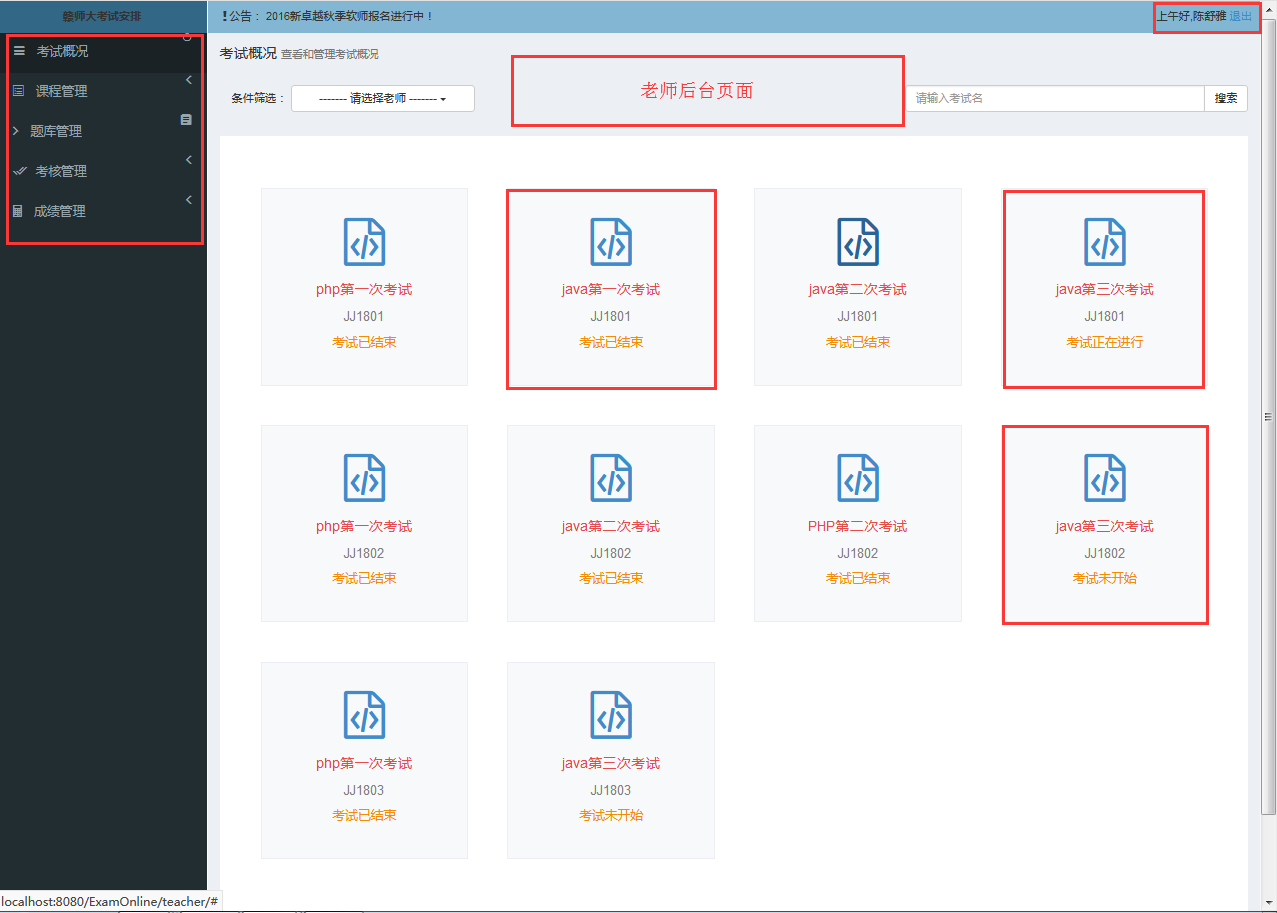 整师大考试安排
！公告： 2016新卓越秋季软师报名进行中！
上午好,陈舒雅 退出
考试概况
课程管理
题库管理
考核管理
成绩管理
考试概况 查看和管理考试概况
条件筛选：
------- 请选择老师 -------
老师后台页面
请输入考试名
搜索
php第一次考试
JJ1801
考试已结束
java第一次考试
JJ1801
考试已结束
java第二次考试
JJ1801
考试已结束
java第三次考试
JJ1801
考试正在进行
php第一次考试
JJ1802
考试已结束
java第二次考试
JJ1802
考试已结束
PHP第二次考试
JJ1802
考试已结束
java第三次考试
JJ1802
考试未开始
php第一次考试
JJ1803
考试已结束
java第三次考试
JJ1803
考试未开始
localhost:8080/ExamOnline/teacher/#